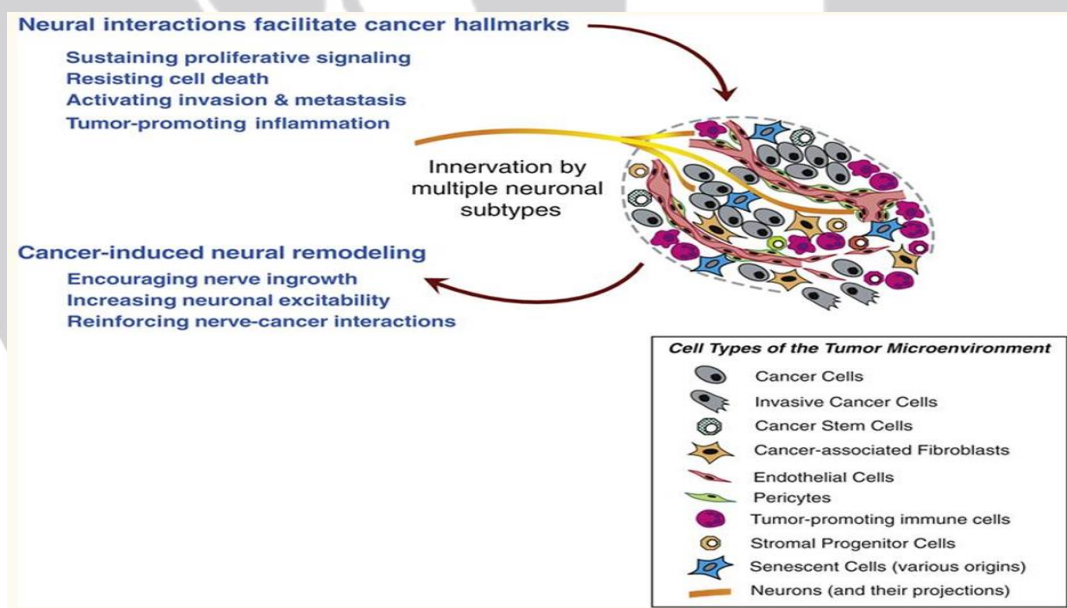 Neural interactions facilitate cancer hallmarks
Sustaining proliferative signaling
Resisting cell death
Activating invasion & metastasis
Tumor-promoting inflammation
Innervation by
multiple neuronal
subtypes
Cancer-induced neural remodeling
Encouraging nerve ingrowth
Increasing neuronal excitability
Reinforcing nerve-cancer interactions
Cell Types of the Tumor Microenvironment
Cancer Cells
Invasive Cancer Cells
Cancer Stem Cells
Cancer-associated Fibroblasts
Endothelial Cells
Pericytes
Tumor-promoting immune cells
Stromal Progenitor Cells
Senescent Cells (various origins)
Neurons (and their projections)